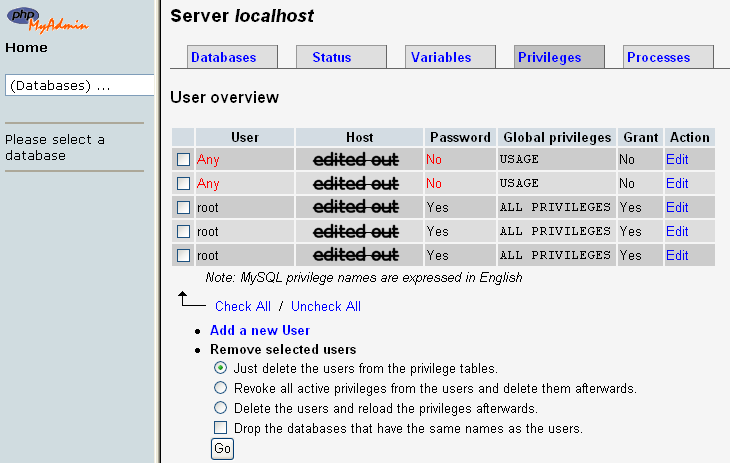 php
MyAdmin
Home
(Databases) ...
Please select a
database
Server localhost
Databases Status Variables Privileges Processes
User overview
User Host Password Global privileges Grant Action
Any edited out No USAGE No Edit
Any edited out No USAGE No Edit
root edited out Yes ALL PRIVILEGES Yes Edit
root edited out Yes ALL PRIVILEGES Yes Edit
root edited out Yes ALL PRIVILEGES Yes Edit
Note: MySQL privilege names are expressed in English
Check All / Uncheck All
• Add a new User
• Remove selected users
Just delete the users from the privilege tables.
Revoke all active privileges from the users and delete them afterwards.
Delete the users and reload the privileges afterwards.
Drop the databases that have the same names as the users.
Go